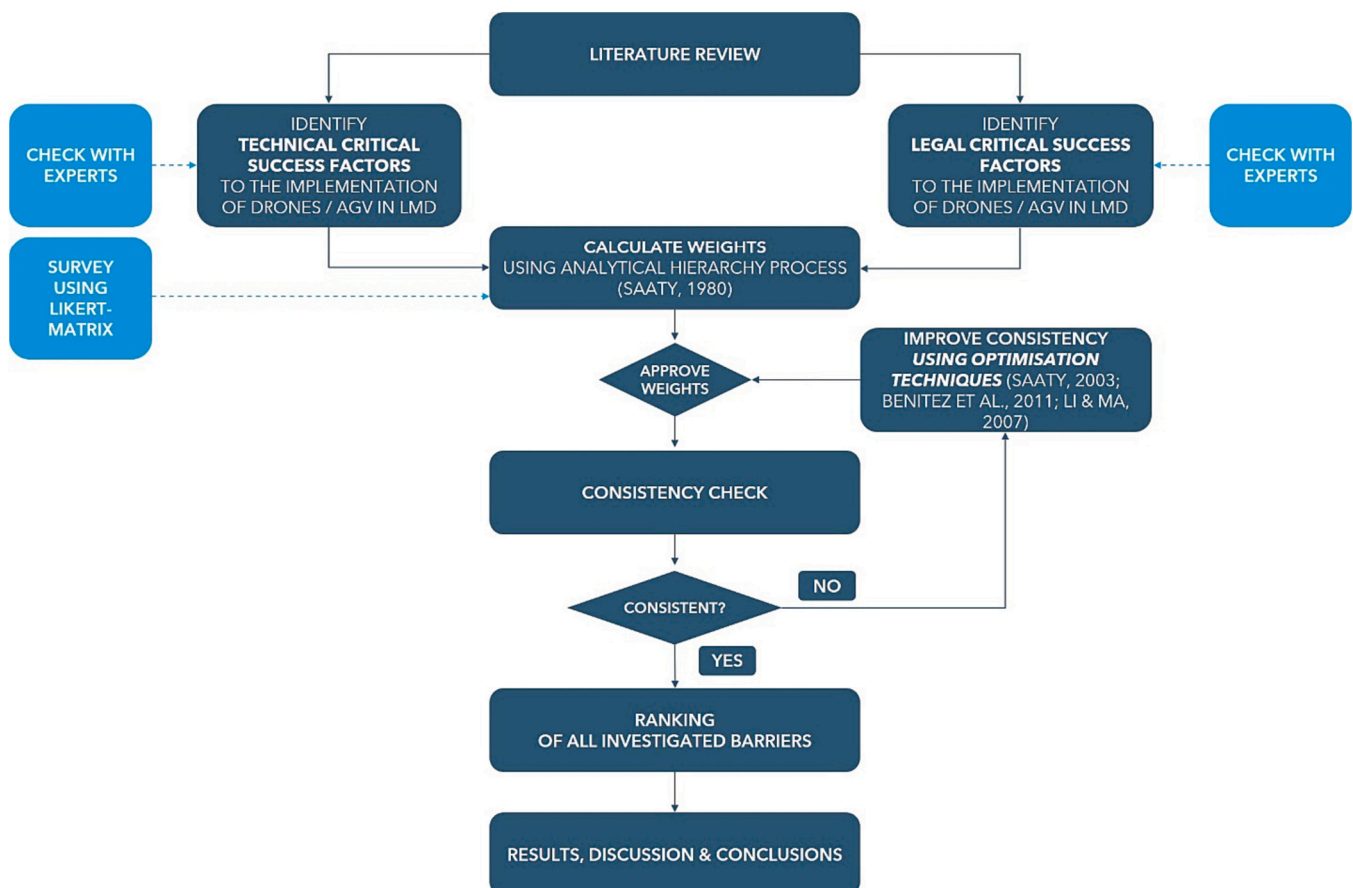 LITERATURE REVIEW
CHECK WITH
EXPERTS
IDENTIFY
TECHNICAL CRITICAL
SUCCESS FACTORS
TO THE IMPLEMENTATION
OF DRONES / AGV IN LMD
IDENTIFY
LEGAL CRITICAL SUCCESS
FACTORS
TO THE IMPLEMENTATION
OF DRONES / AGV IN LMD
CHECK WITH
EXPERTS
SURVEY
USING
LIKERT-
MATRIX
CALCULATE WEIGHTS
USING ANALYTICAL HIERARCHY PROCESS
(SAATY, 1980)
APPROVE
WEIGHTS
IMPROVE CONSISTENCY
USING OPTIMISATION
TECHNIQUES (SAATY, 2003;
BENITEZ ET AL., 2011; LI & MA,
2007)
CONSISTENCY CHECK
CONSISTENT?
NO
YES
RANKING
OF ALL INVESTIGATED BARRIERS
RESULTS, DISCUSSION & CONCLUSIONS